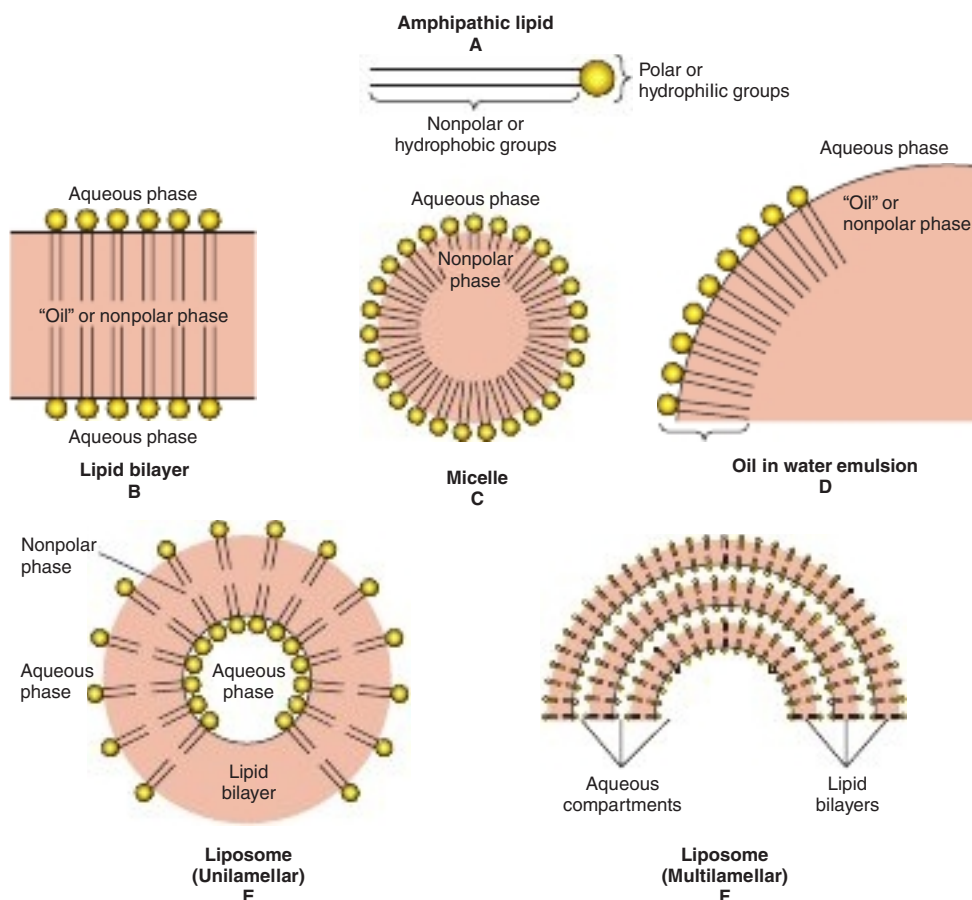 Amphipathic lipid
A
Polar or
hydrophilic groups
Nonpolar or
hydrophobic groups
Aqueous phase
"Oil" or nonpolar phase
Aqueous phase
Lipid bilayer
B
Aqueous phase
Nonpolar
phase
Micelle
C
Aqueous phase
"Oil" or
nonpolar phase
Oil in water emulsion
D
Nonpolar
phase
Aqueous
phase
Aqueous
phase
Lipid
bilayer
Liposome
(Unilamellar)
E
Aqueous
compartments
Lipid
bilayers
Liposome
(Multilamellar)
F